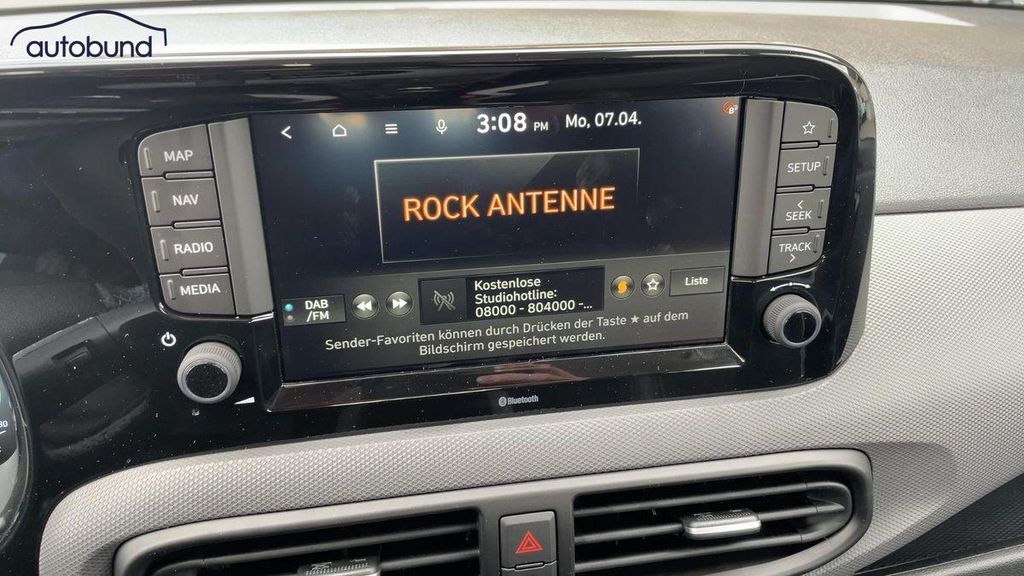 autobund
3:08 PM Mo, 07.04.
MAP
NAV
RADIO
MEDIA
ROCK ANTENNE
SETUP
< SEEK
TRACK >
DAB
/FM
Kostenlose
Studiohotline:
08000 - 804000 -...
Liste
Sender-Favoriten können durch Drücken der Taste ★ auf dem
Bildschirm gespeichert werden.
Bluetooth